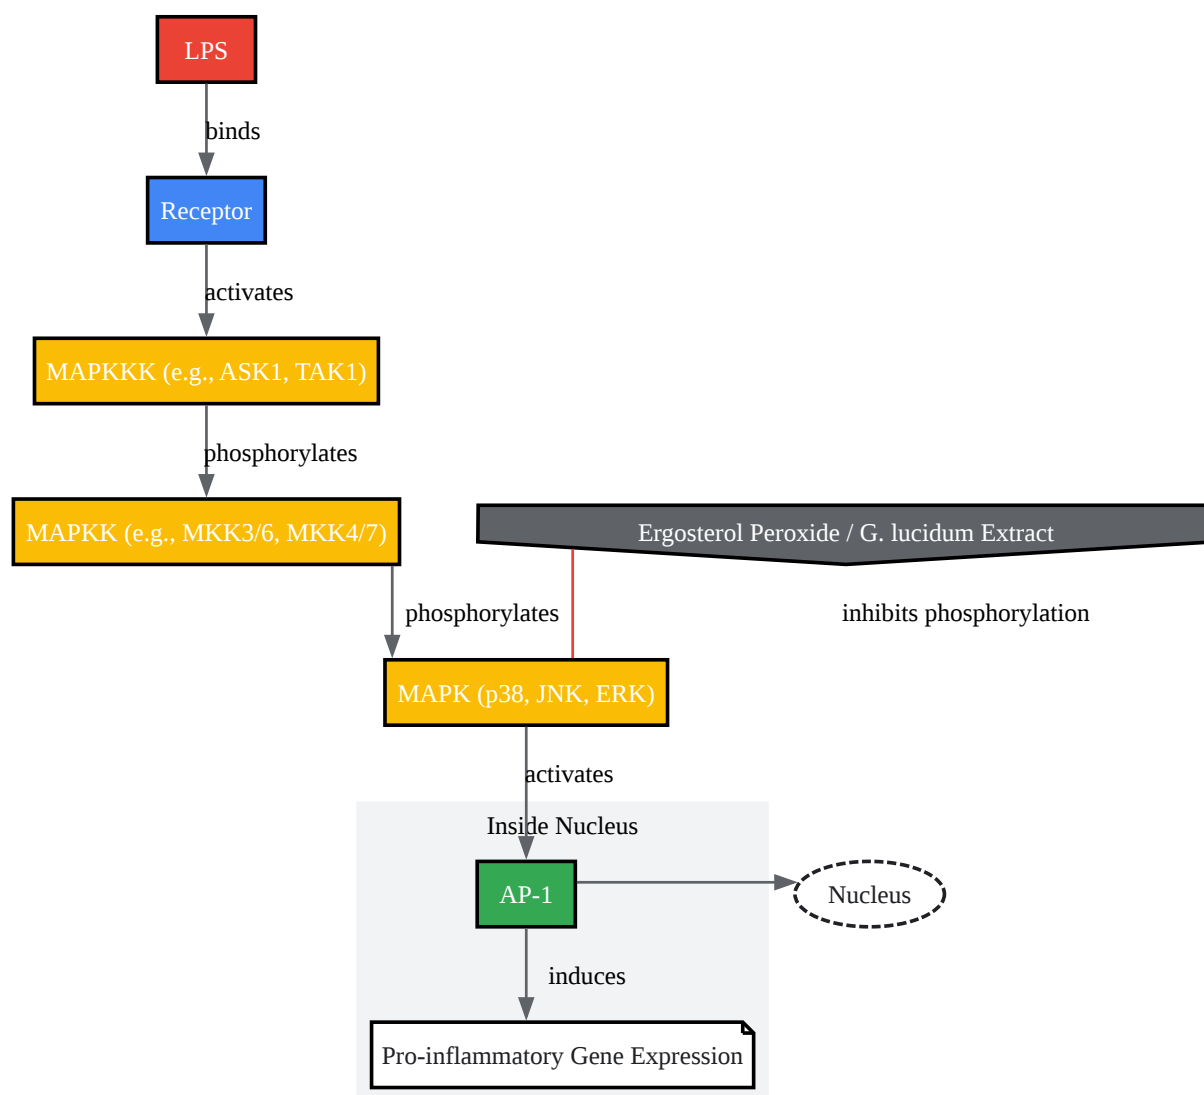 LPS
binds
Receptor
activates
MAPKKK (e.g., ASK1, TAK1)
phosphorylates
MAPKK (e.g., MKK3/6, MKK4/7)
Ergosterol Peroxide / G. lucidum Extract
phosphorylates
inhibits phosphorylation
MAPK (p38, JNK, ERK)
activates
Inside Nucleus
AP-1
Nucleus
induces
Pro-inflammatory Gene Expression